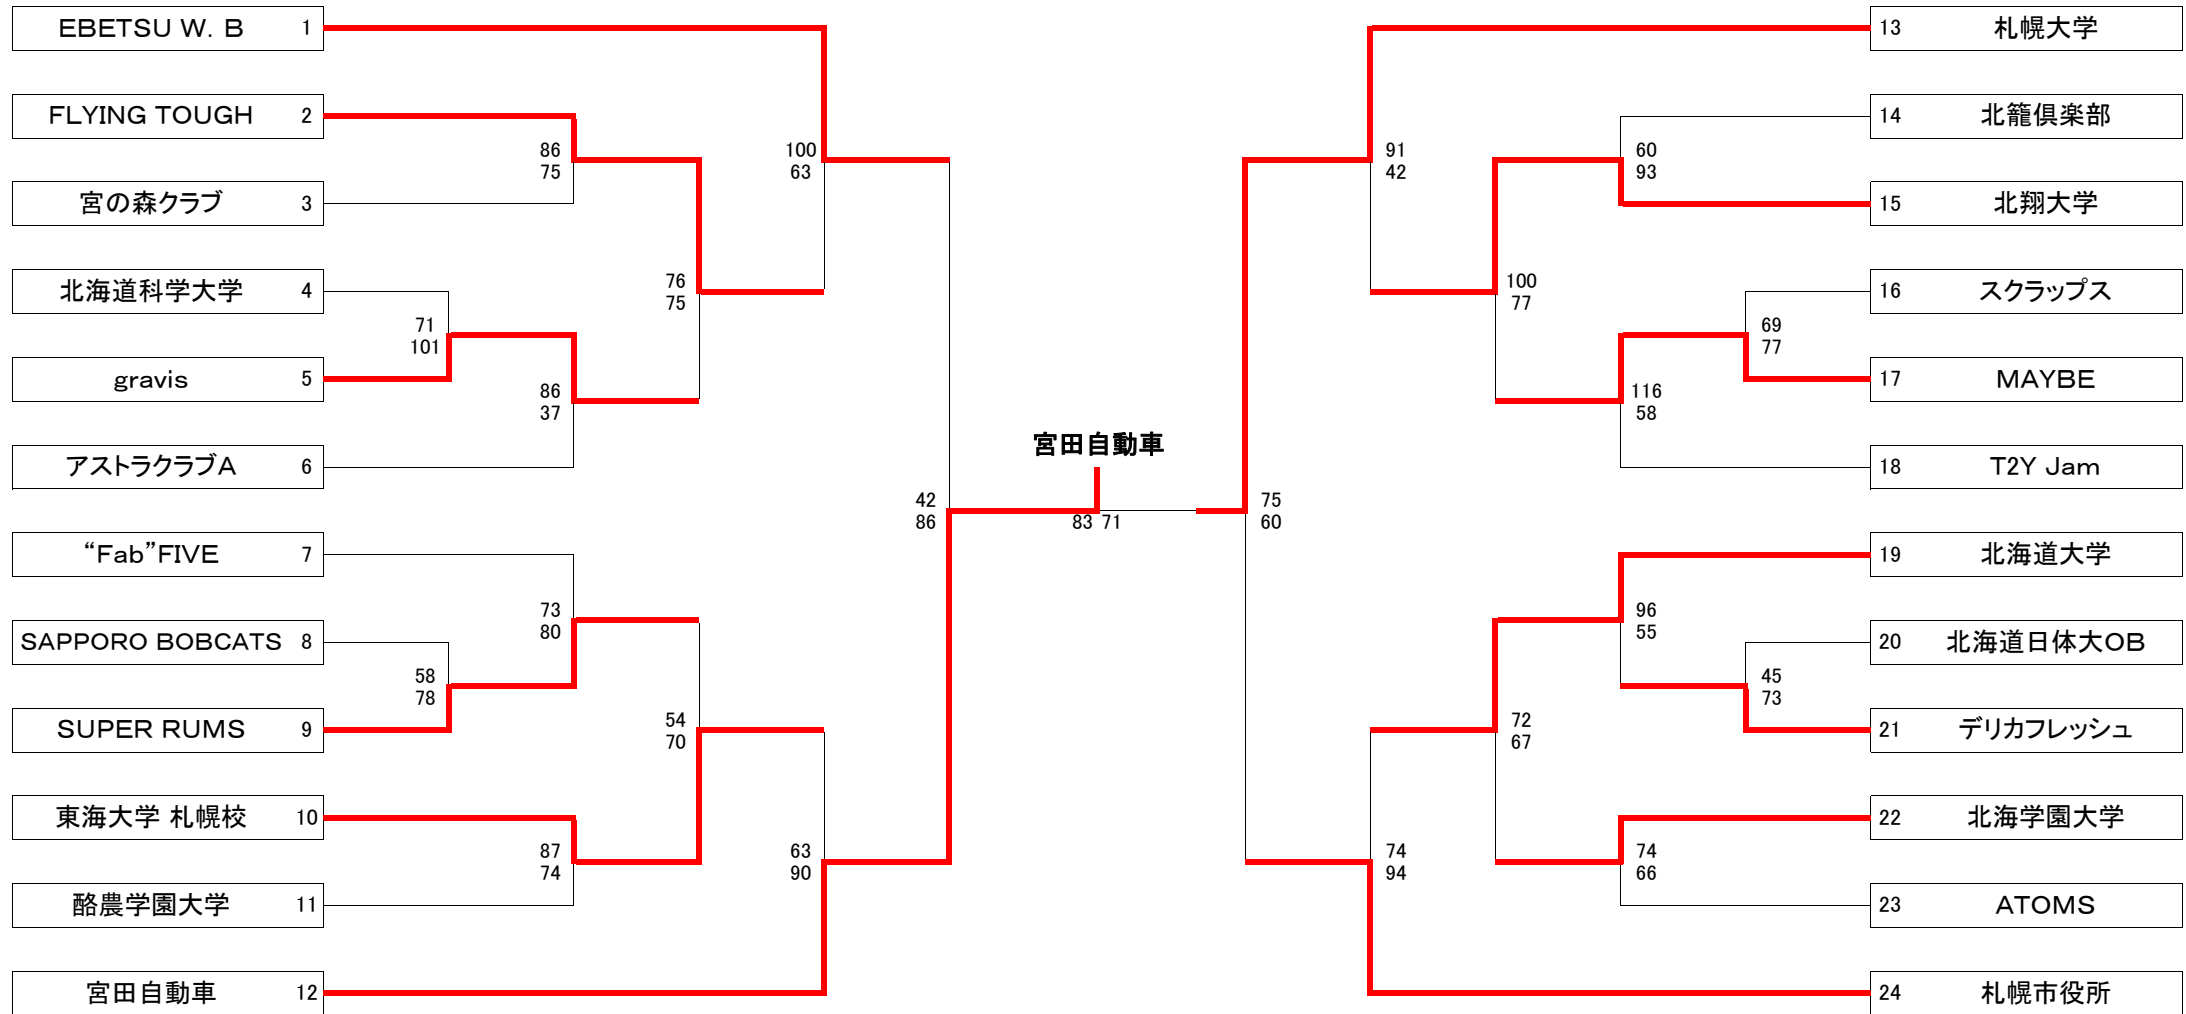 EBETSU W. B 1
FLYING TOUGH 2
宮の森クラブ 3
北海道科学大学 4
gravis 5
アストラクラブA 6
“Fab”FIVE 7
SAPPORO BOBCATS 8
SUPER RUMS 9
東海大学 札幌校 10
酪農学園大学 11
宮田自動車 12
86
75
71
101
86
37
73
80
58
78
87
74
76
75
54
70
100
63
63
90
42
86
宮田自動車
83 71
75
60
91
42
74
94
100
77
72
67
60
93
116
58
69
77
96
55
45
73
74
66
13 札幌大学
14 北籠倶楽部
15 北翔大学
16 スクラップス
17 MAYBE
18 T2Y Jam
19 北海道大学
20 北海道日体大OB
21 デリカフレッシュ
22 北海学園大学
23 ATOMS
24 札幌市役所